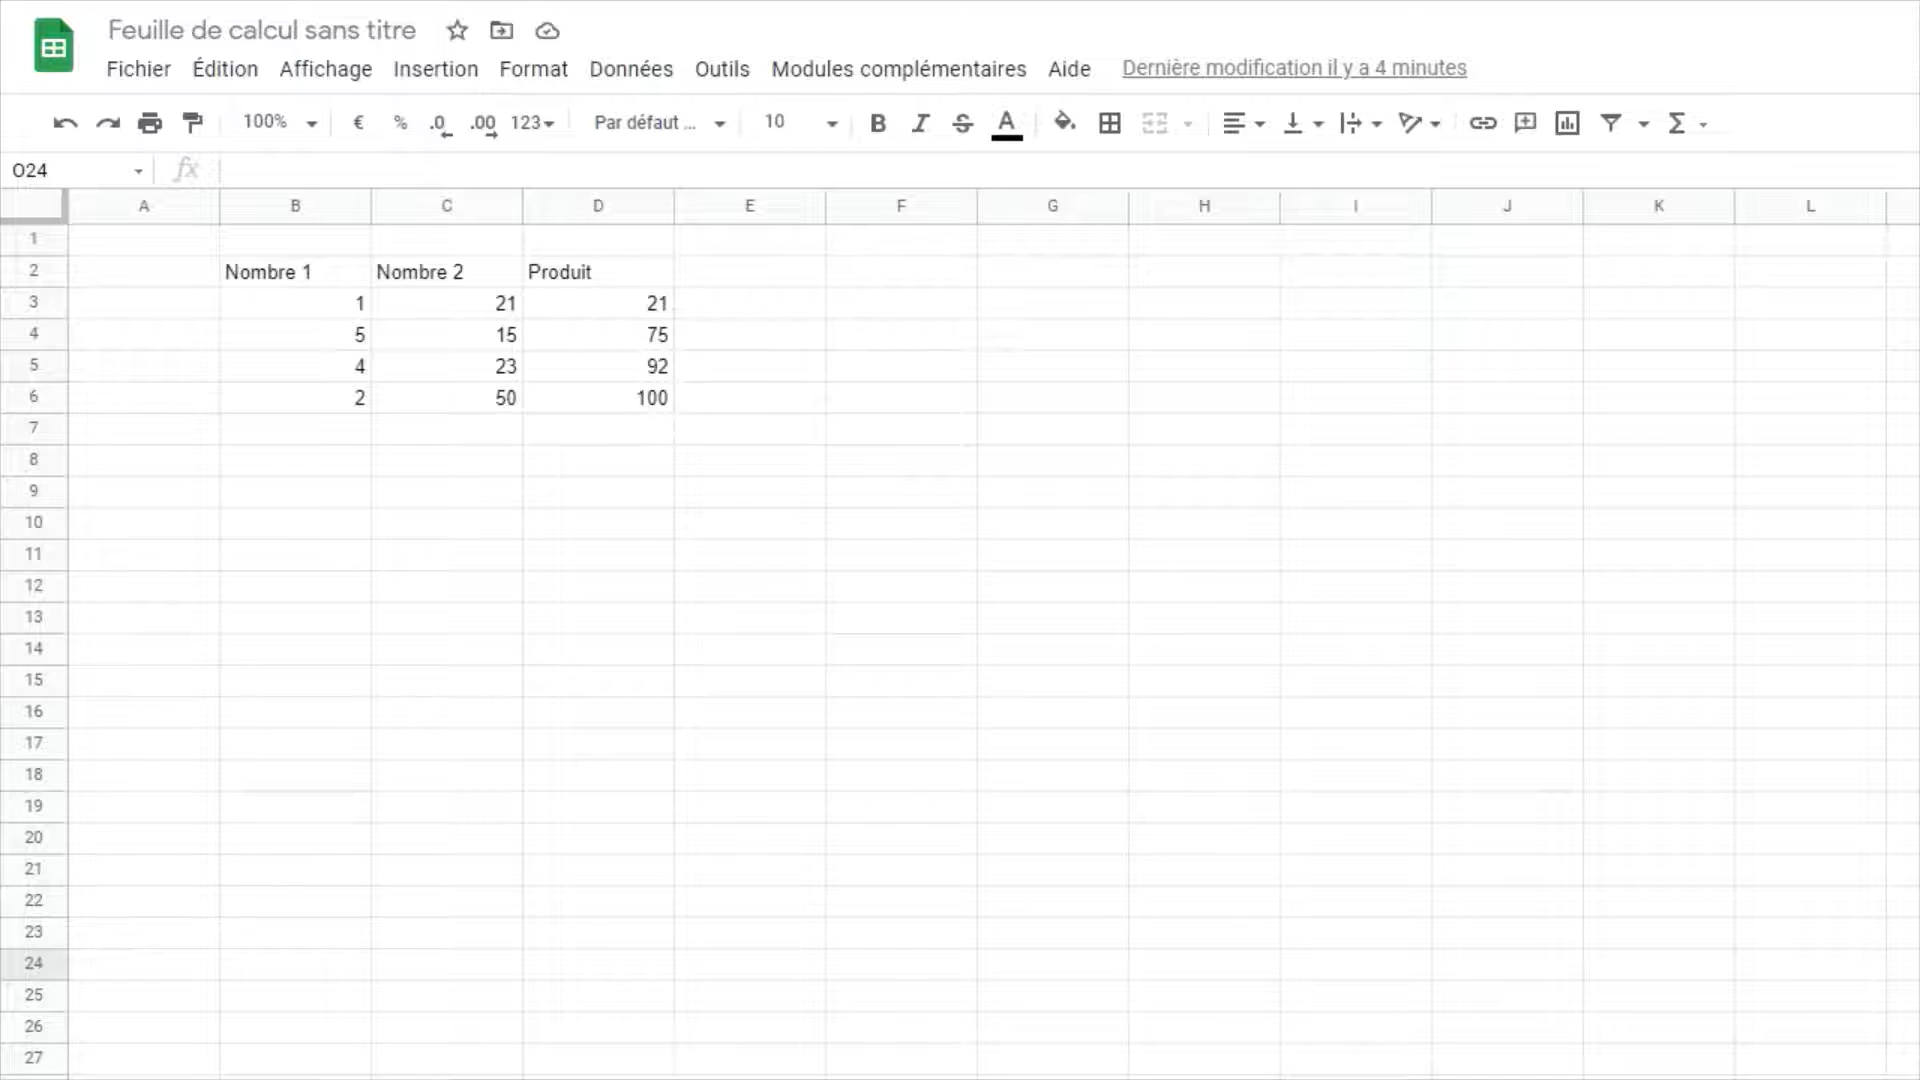 Feuille de calcul sans titre
Fichier Édition Affichage Insertion Format Données Outils Modules complémentaires Aide Dernière modification il y a 4 minutes
100% € % .0 .00 123 Par défaut ... 10 B I S A Σ
O24 fx
A B C D E F G H I J K L
1
2 Nombre 1 Nombre 2 Produit
3 1 21 21
4 5 15 75
5 4 23 92
6 2 50 100
7
8
9
10
11
12
13
14
15
16
17
18
19
20
21
22
23
24
25
26
27